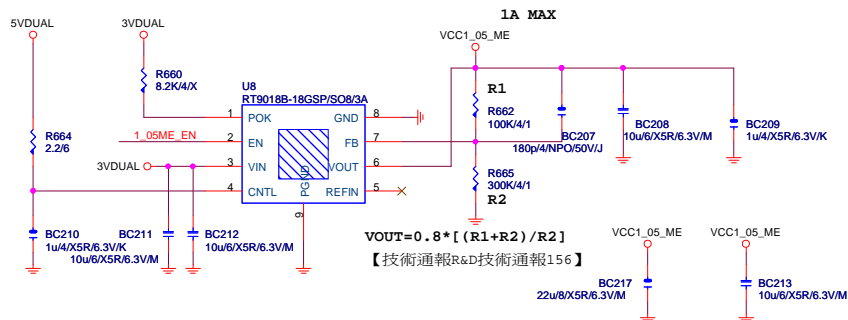 1A MAX
5VDUAL
3VDUAL
VCC1_05_ME
R660
8.2K/4/X
U8
RT9018B-18GSP/SO8/3A
R1
R662
100K/4/1
R664
2.2/6
1 POK
GND 8
1_05ME_EN
2 EN
FB 7
3VDUAL
3 VIN
VOUT 6
4 CNTL
REFIN 5
PGND
9
BC207
180p/4/NPO/50V/J
BC208
10u/6/X5R/6.3V/M
BC209
1u/4/X5R/6.3V/K
R665
300K/4/1
R2
BC210
1u/4/X5R/6.3V/K
BC211
10u/6/X5R/6.3V/M
BC212
10u/6/X5R/6.3V/M
VOUT=0.8*[(R1+R2)/R2]
【技術通報R&D技術通報156】
VCC1_05_ME
BC217
22u/8/X5R/6.3V/M
VCC1_05_ME
BC213
10u/6/X5R/6.3V/M